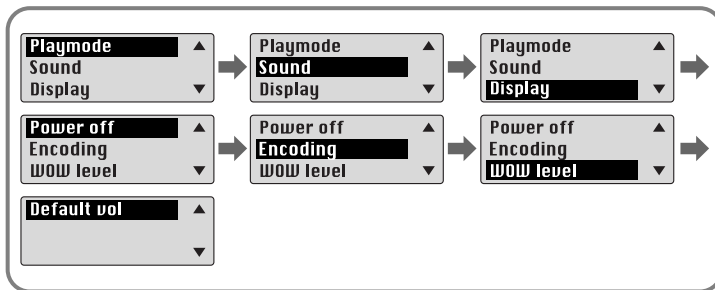 Playmode
Sound
Display
Playmode
Sound
Display
Playmode
Sound
Display
Power off
Encoding
WOW level
Power off
Encoding
WOW level
Power off
Encoding
WOW level
Default vol